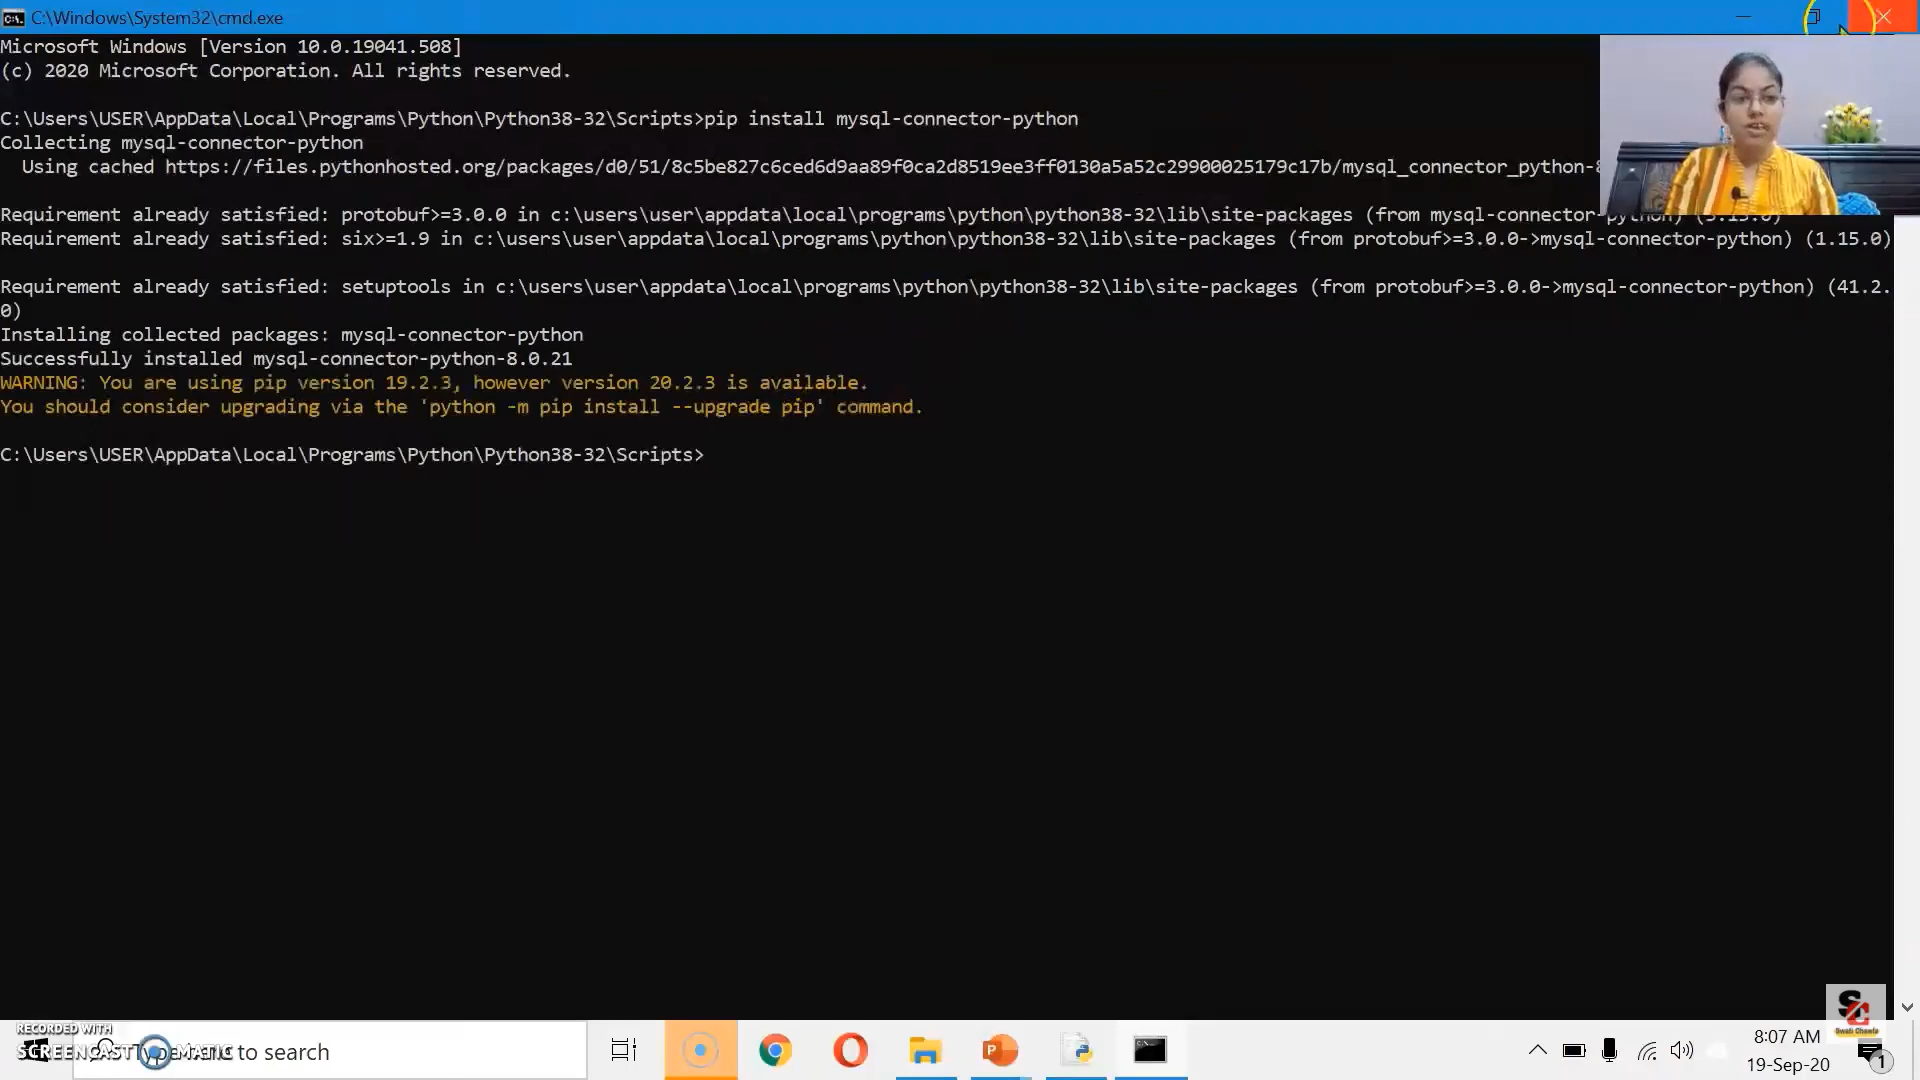 C:\Windows\System32\cmd.exe
Microsoft Windows [Version 10.0.19041.508]
(c) 2020 Microsoft Corporation. All rights reserved.
C:\Users\USER\AppData\Local\Programs\Python\Python38-32\Scripts>pip install mysql-connector-python
Collecting mysql-connector-python
Using cached https://files.pythonhosted.org/packages/d0/51/8c5be827c6ced6d9aa89f0ca2d8519ee3ff0130a5a52c29900025179c17b/mysql_connector_python-8
Requirement already satisfied: protobuf>=3.0.0 in c:\users\user\appdata\local\programs\python\python38-32\lib\site-packages (from mysql-connector-python)
Requirement already satisfied: six>=1.9 in c:\users\user\appdata\local\programs\python\python38-32\lib\site-packages (from protobuf>=3.0.0->mysql-connector-python) (1.15.0)
Requirement already satisfied: setuptools in c:\users\user\appdata\local\programs\python\python38-32\lib\site-packages (from protobuf>=3.0.0->mysql-connector-python) (41.2.
0)
Installing collected packages: mysql-connector-python
Successfully installed mysql-connector-python-8.0.21
WARNING: You are using pip version 19.2.3, however version 20.2.3 is available.
You should consider upgrading via the 'python -m pip install --upgrade pip' command.
C:\Users\USER\AppData\Local\Programs\Python\Python38-32\Scripts>
SC
Swati Chawla
RECORDED WITH
SCREENCAST MATIC
to search
8:07 AM
19-Sep-20
1